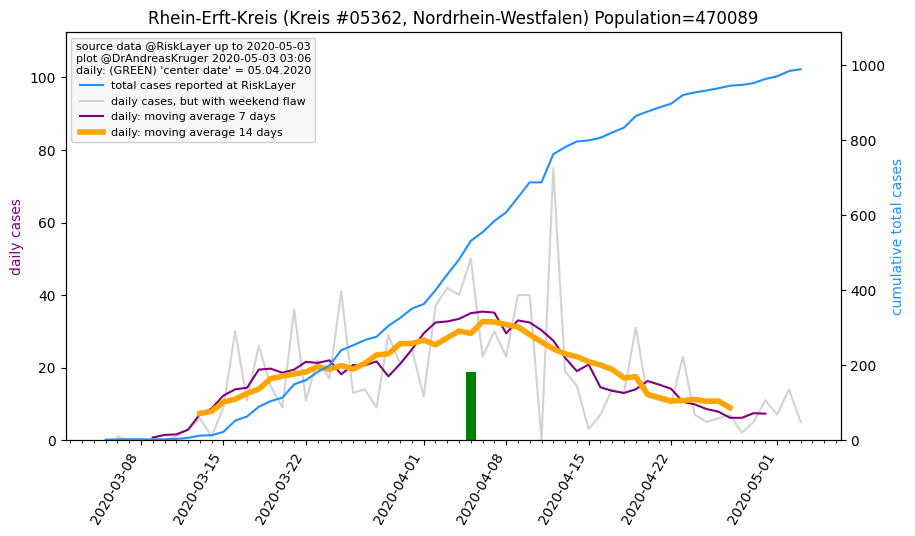 Rhein-Erft-Kreis (Kreis #05362, Nordrhein-Westfalen) Population=470089
source data @RiskLayer up to 2020-05-03
plot @DrAndreasKruger 2020-05-03 03:06
daily: (GREEN) 'center date' = 05.04.2020
total cases reported at RiskLayer
daily cases, but with weekend flaw
daily: moving average 7 days
daily: moving average 14 days
daily cases
100
80
60
40
20
0
1000
800
600
400
200
0
cumulative total cases
2020-03-08
2020-03-15
2020-03-22
2020-04-01
2020-04-08
2020-04-15
2020-04-22
2020-05-01